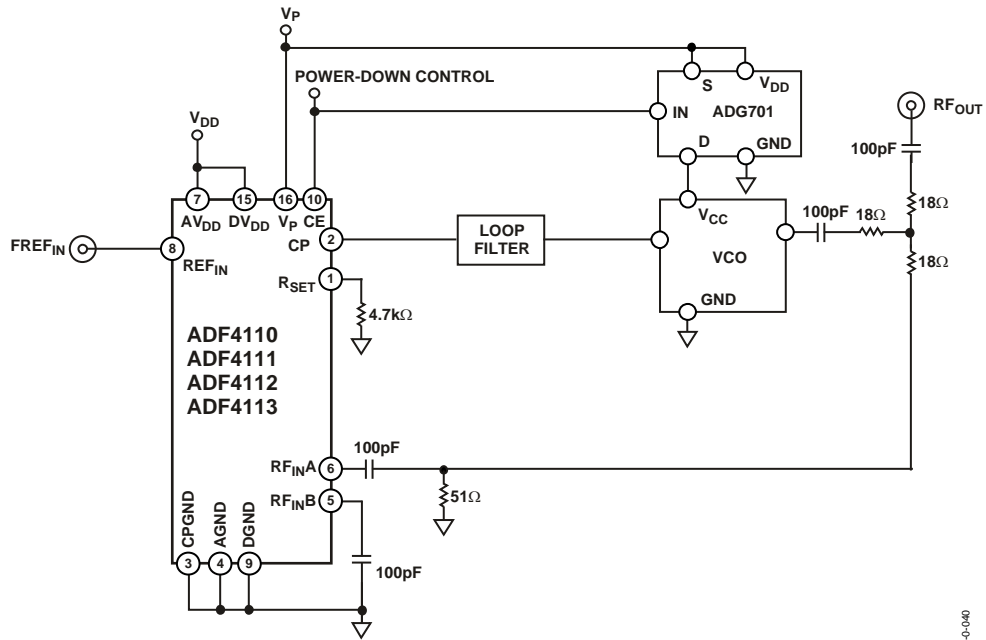 VP
POWER-DOWN CONTROL
S
VDD
IN
ADG701
D
GND
RFOUT
100pF
VDD
7
15
16
10
AVDD
DVDD
VP
CE
CP
2
LOOP
FILTER
VCC
100pF
18Ω
18Ω
18Ω
VCO
GND
FREFIN
8
REFIN
1
RSET
4.7kΩ
ADF4110
ADF4111
ADF4112
ADF4113
100pF
RFINA
6
51Ω
RFINB
5
100pF
CPGND
AGND
DGND
3
4
9
-0-040